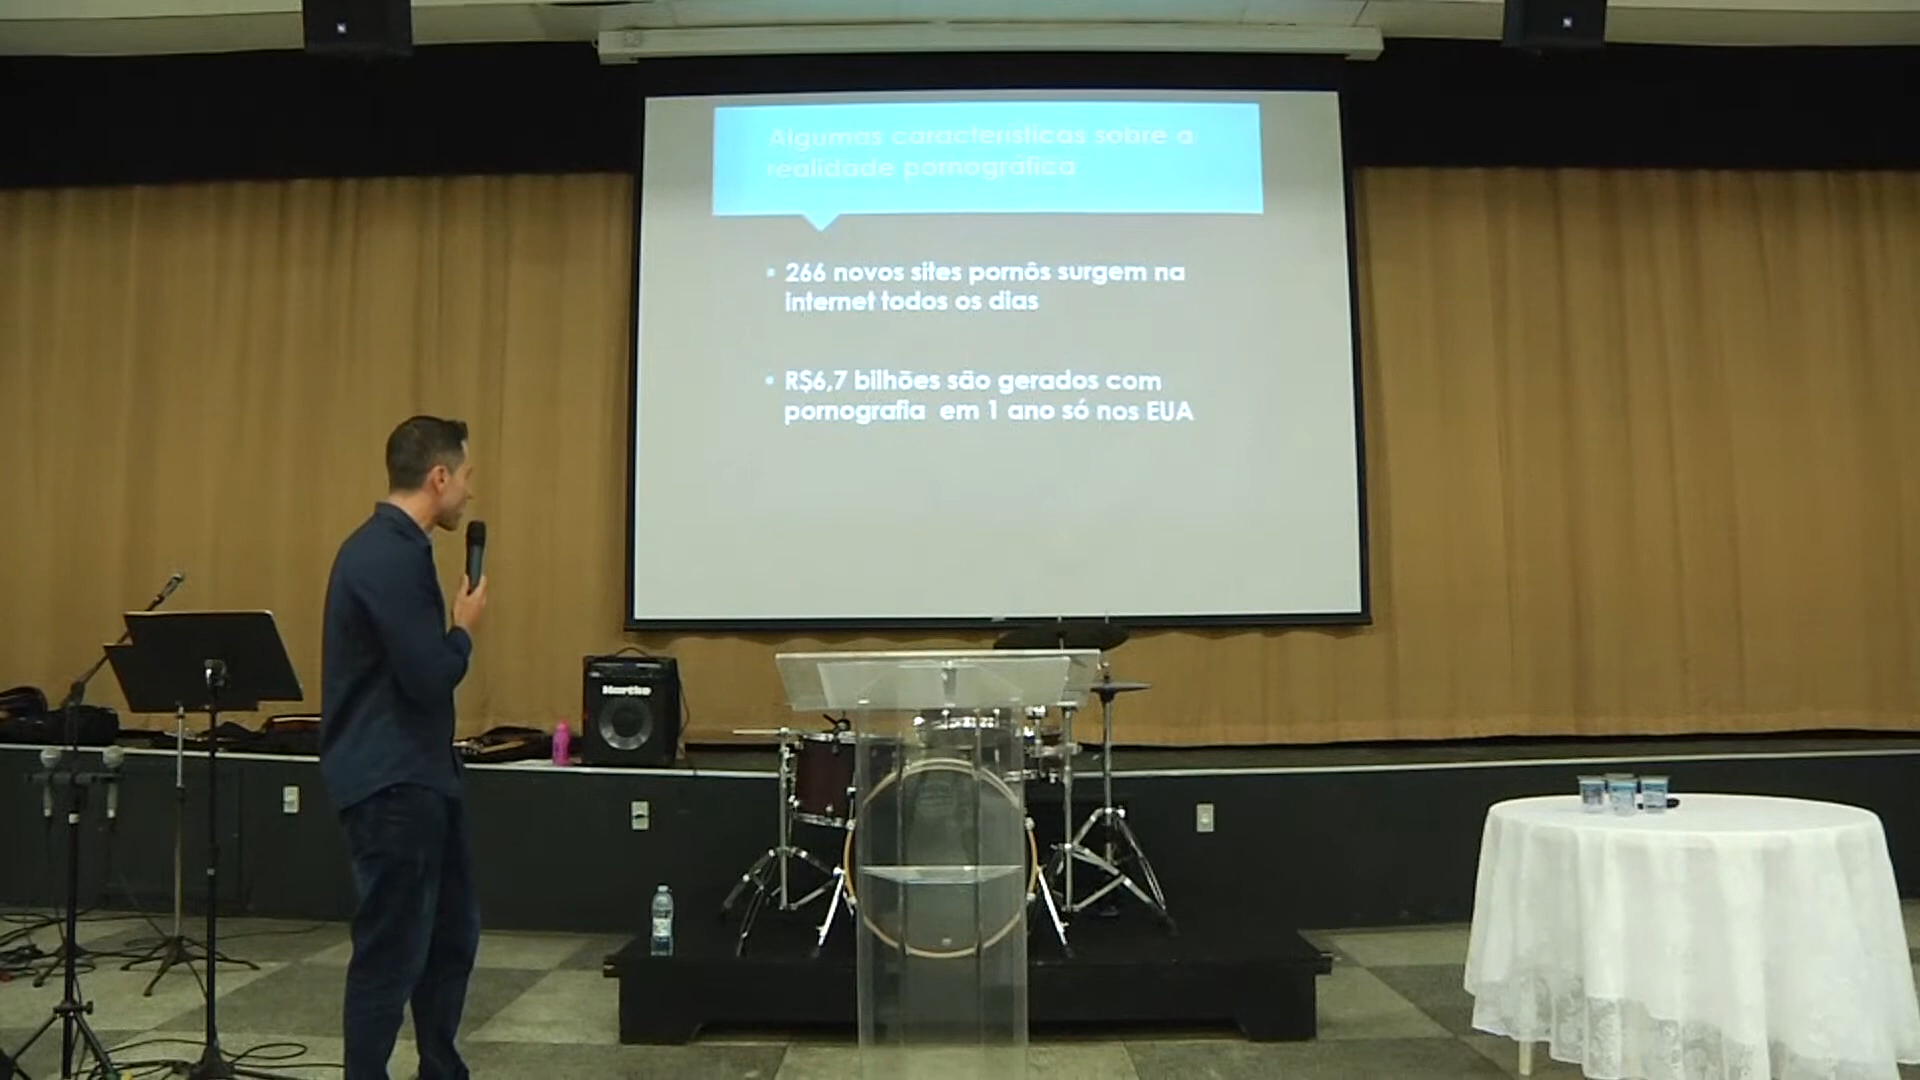 Algumas características sobre a
realidade pornográfica
• 266 novos sites pornôs surgem na
internet todos os dias
• R$6,7 bilhões são gerados com
pornografia em 1 ano só nos EUA
Hartke